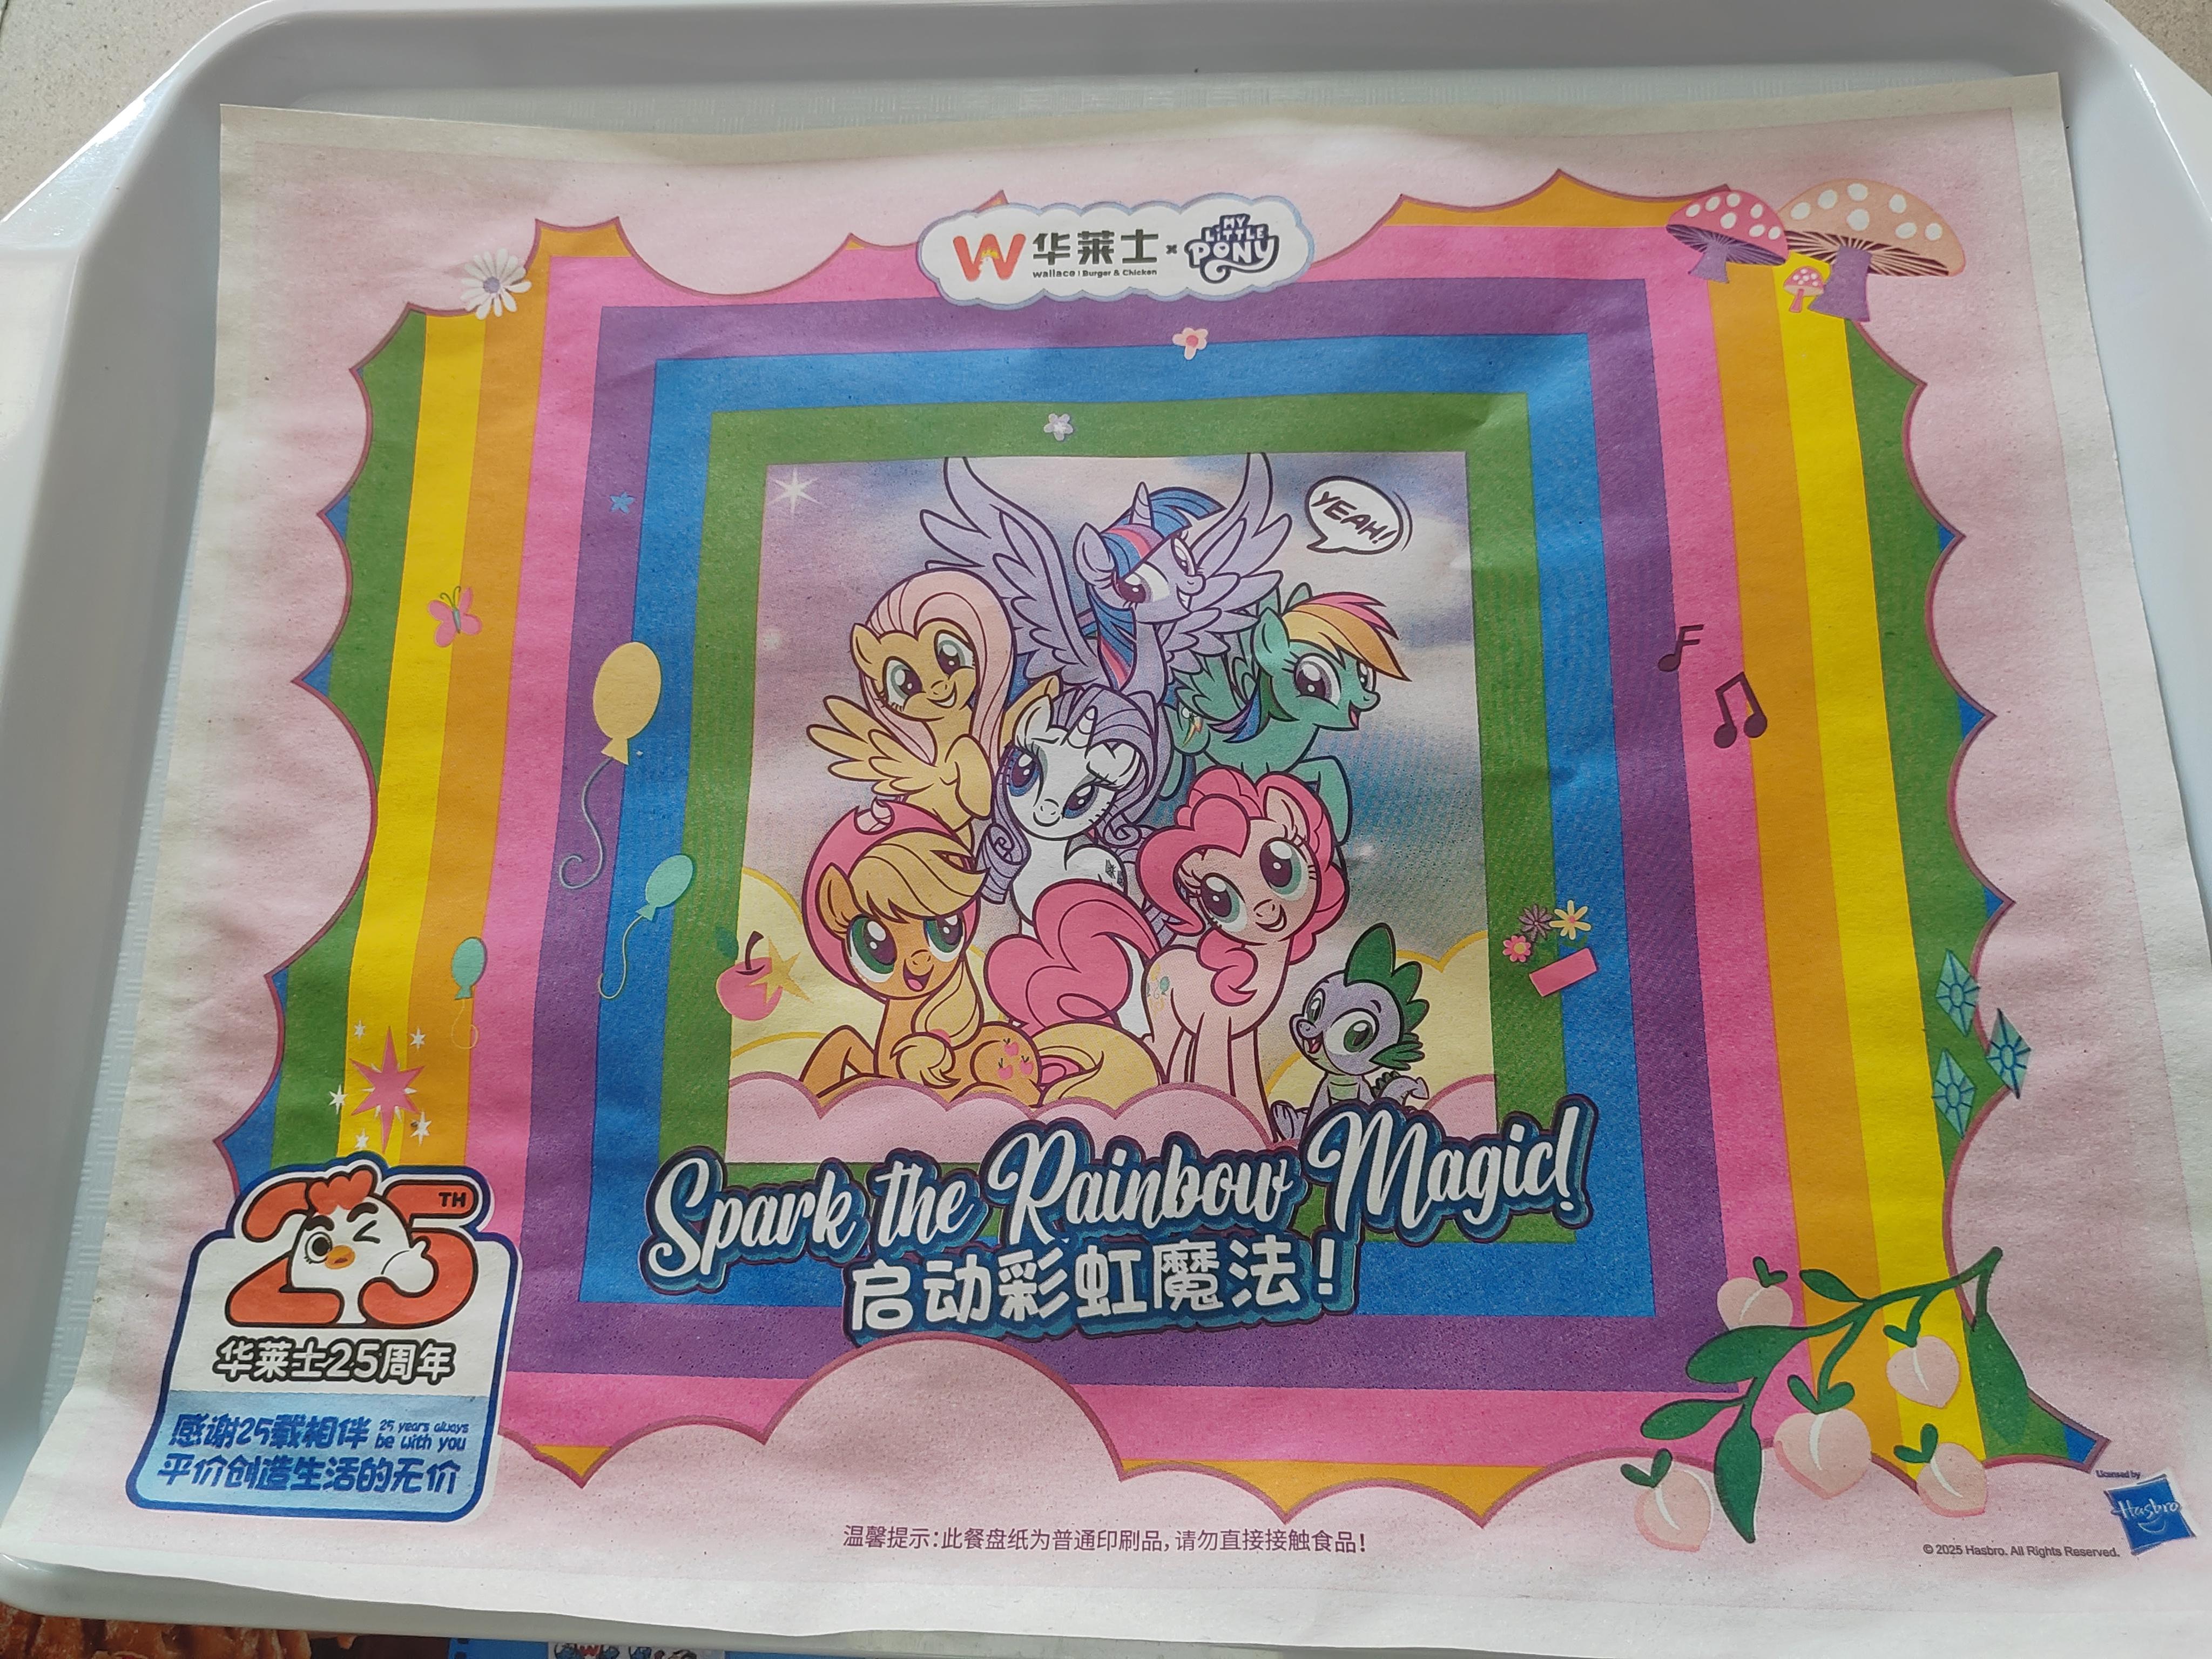 W 华莱士 × MY LITTLE PONY
wallace | Burger & Chicken
YEAH!
Spark the Rainbow Magic!
启动彩虹魔法！
25TH
华莱士25周年
感谢25载相伴 25 years always be with you
平价创造生活的无价
温馨提示：此餐盘纸为普通印刷品，请勿直接接触食品！
Licensed by
Hasbro
© 2025 Hasbro. All Rights Reserved.